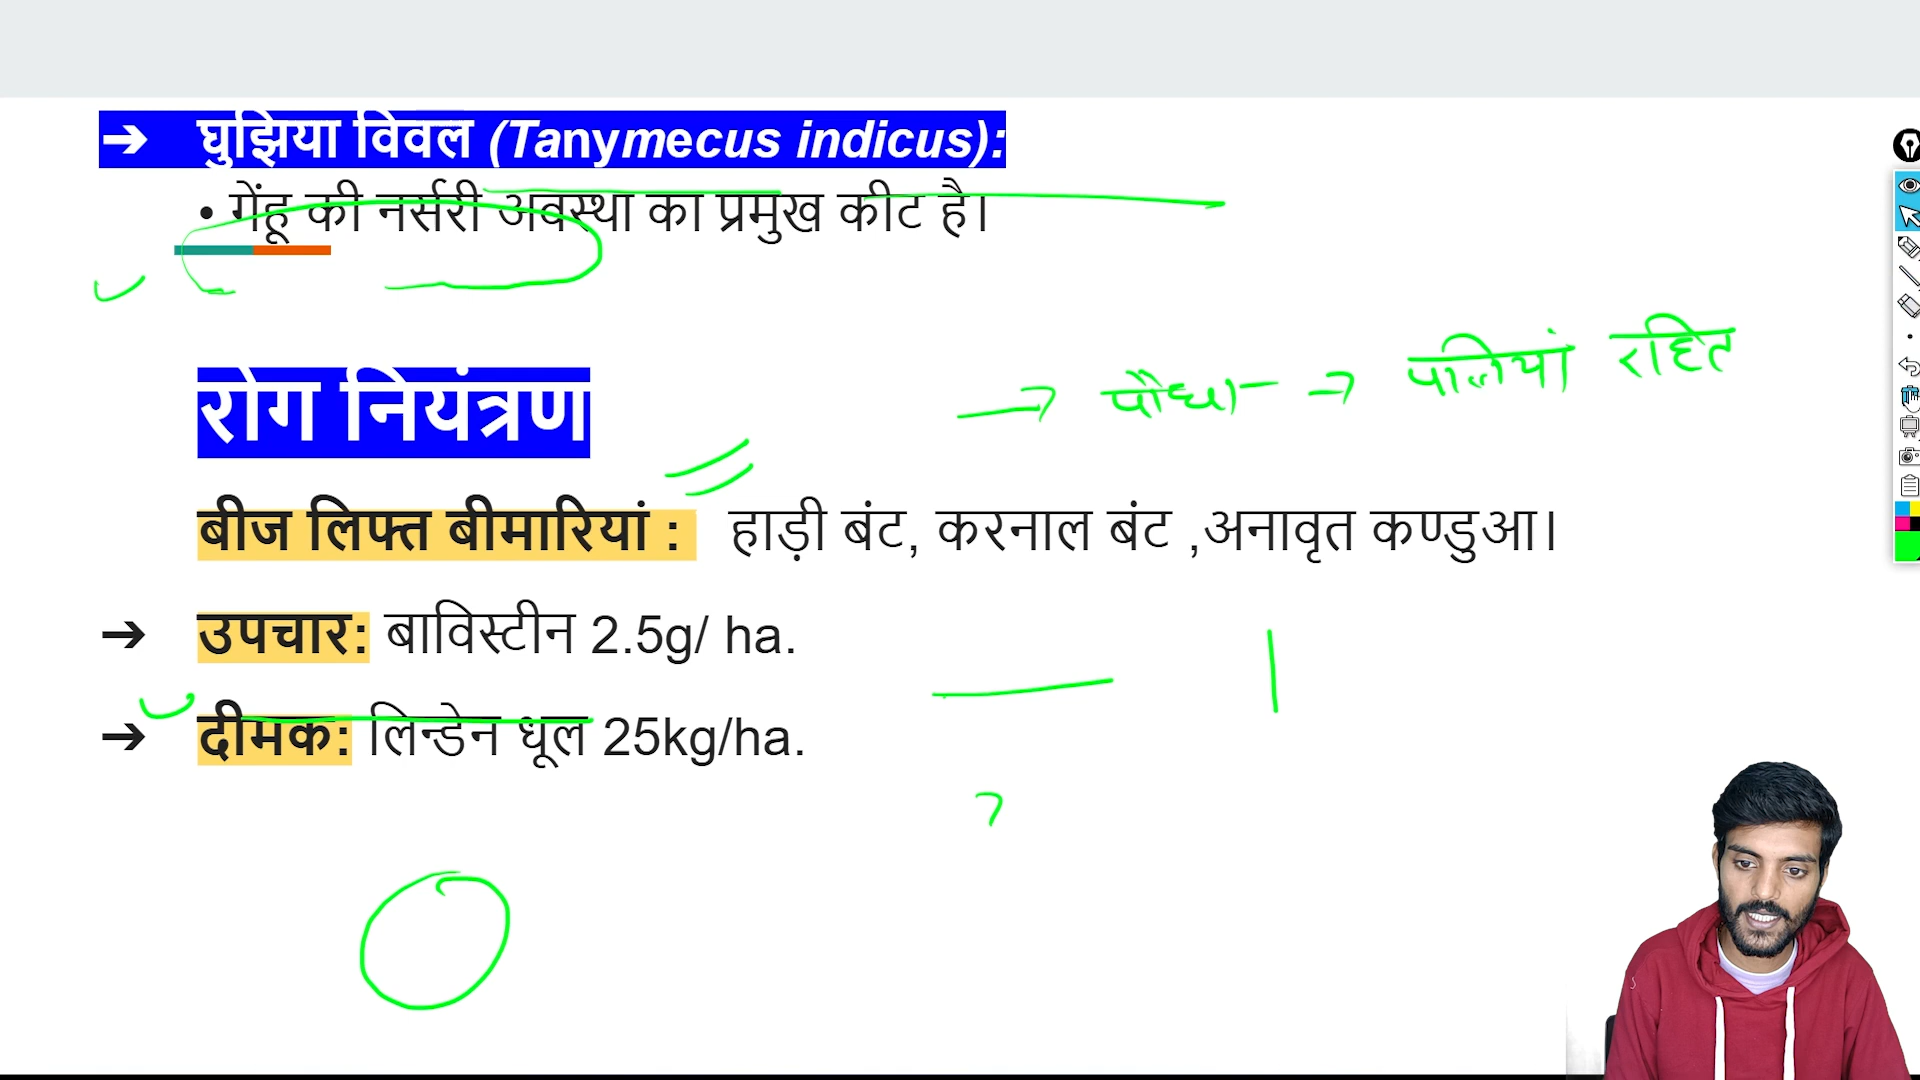 ➔ घुझिया विवल (Tanymecus indicus):
• गेंहू की नर्सरी अवस्था का प्रमुख कीट है।
→ पौधा → पत्तियां रहित
रोग नियंत्रण
बीज लिफ्त बीमारियां : हाड़ी बंट, करनाल बंट ,अनावृत कण्डुआ।
➔ उपचार: बाविस्टीन 2.5g/ ha.
➔ दीमक: लिन्डेन धूल 25kg/ha.